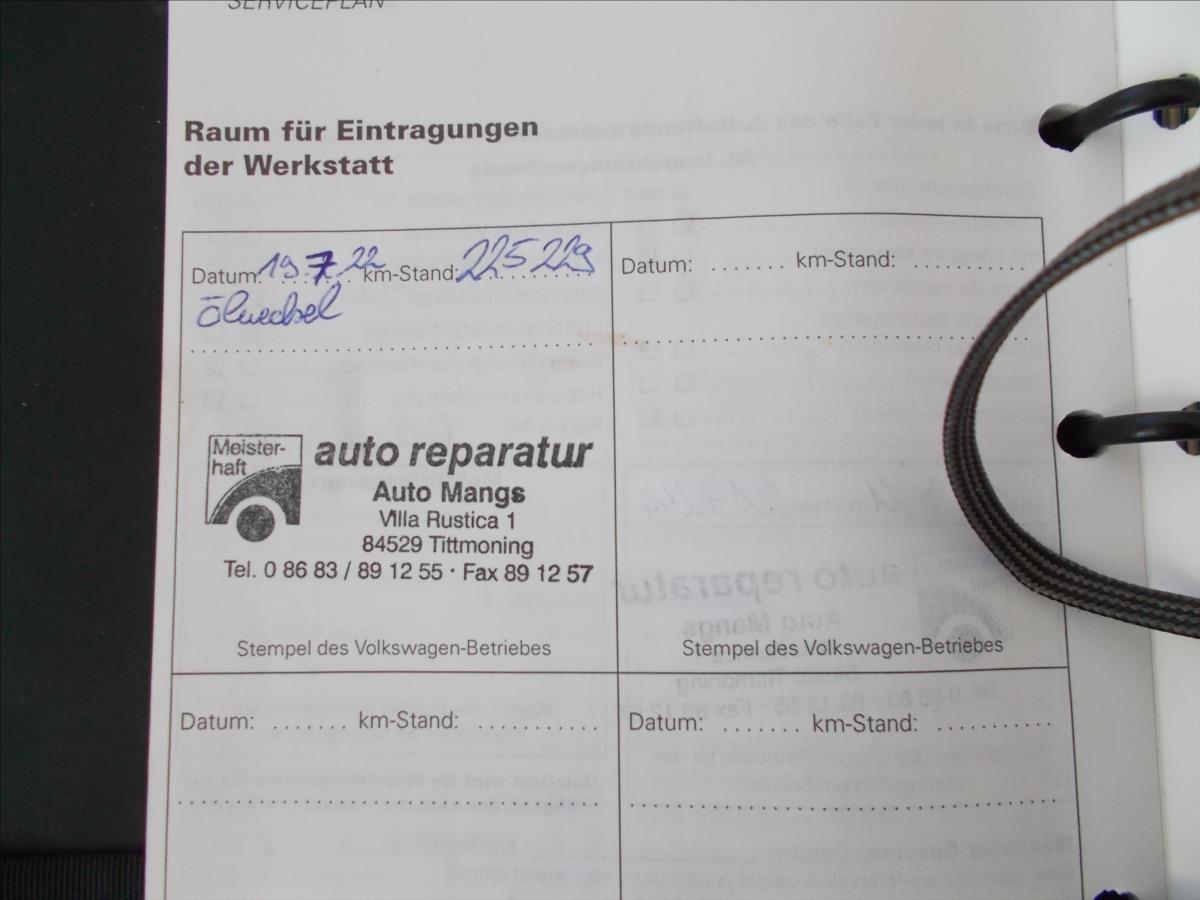 SERVICEPLAN
Raum für Eintragungen
der Werkstatt
Datum: 19.7.22 km-Stand: 225 229
Ölwechsel
Meister-
haft
auto reparatur
Auto Mangs
Villa Rustica 1
84529 Tittmoning
Tel. 0 86 83 / 89 12 55 · Fax 89 12 57
Stempel des Volkswagen-Betriebes
Datum: ........ km-Stand: ............
Stempel des Volkswagen-Betriebes
Datum: ........ km-Stand: ............
Datum: ........ km-Stand: ............